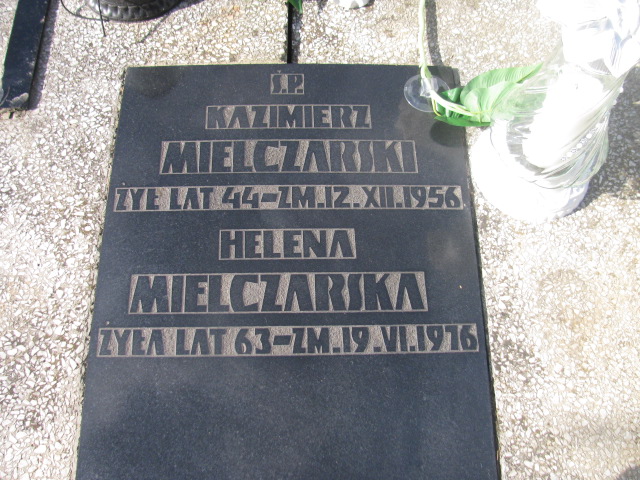 Ś.P.
KAZIMIERZ
MIELCZARSKI
ŻYŁ LAT 44-ZM.12.XII.1956
HELENA
MIELCZARSKA
ŻYŁA LAT 63-ZM.19.VI.1976